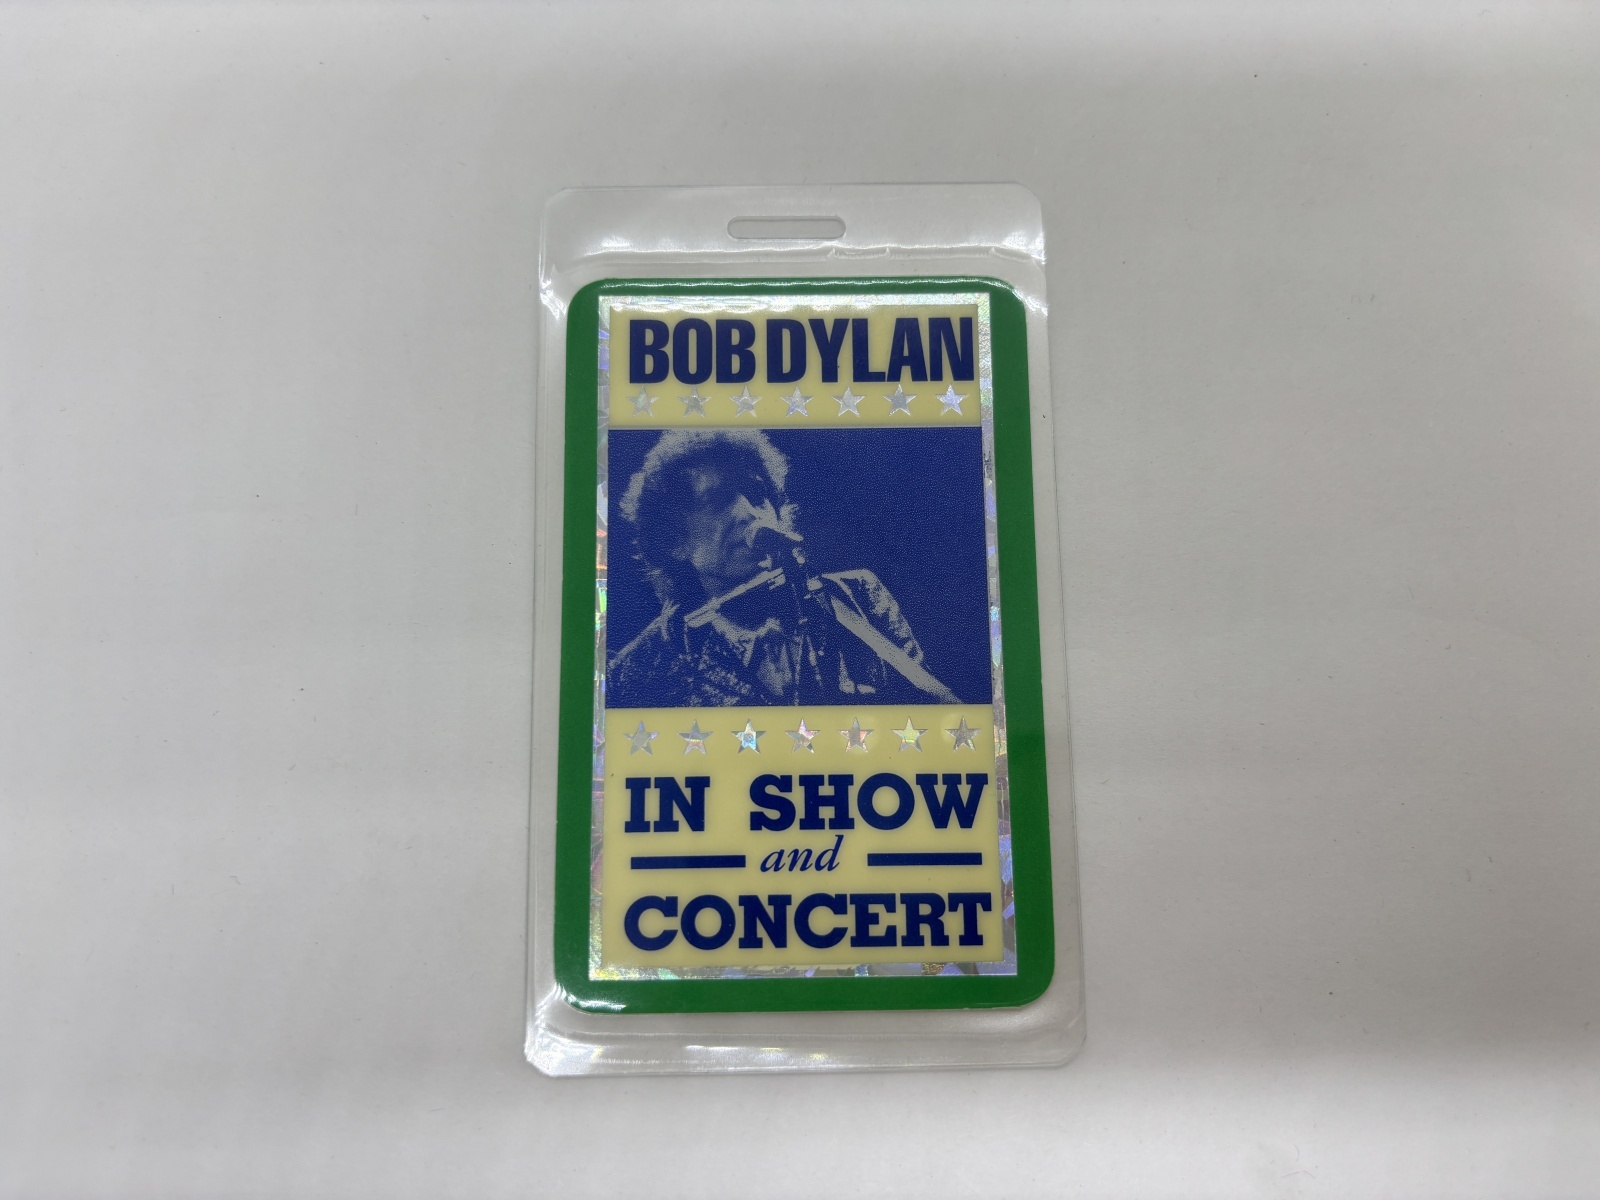 BOB DYLAN
IN SHOW
and
CONCERT